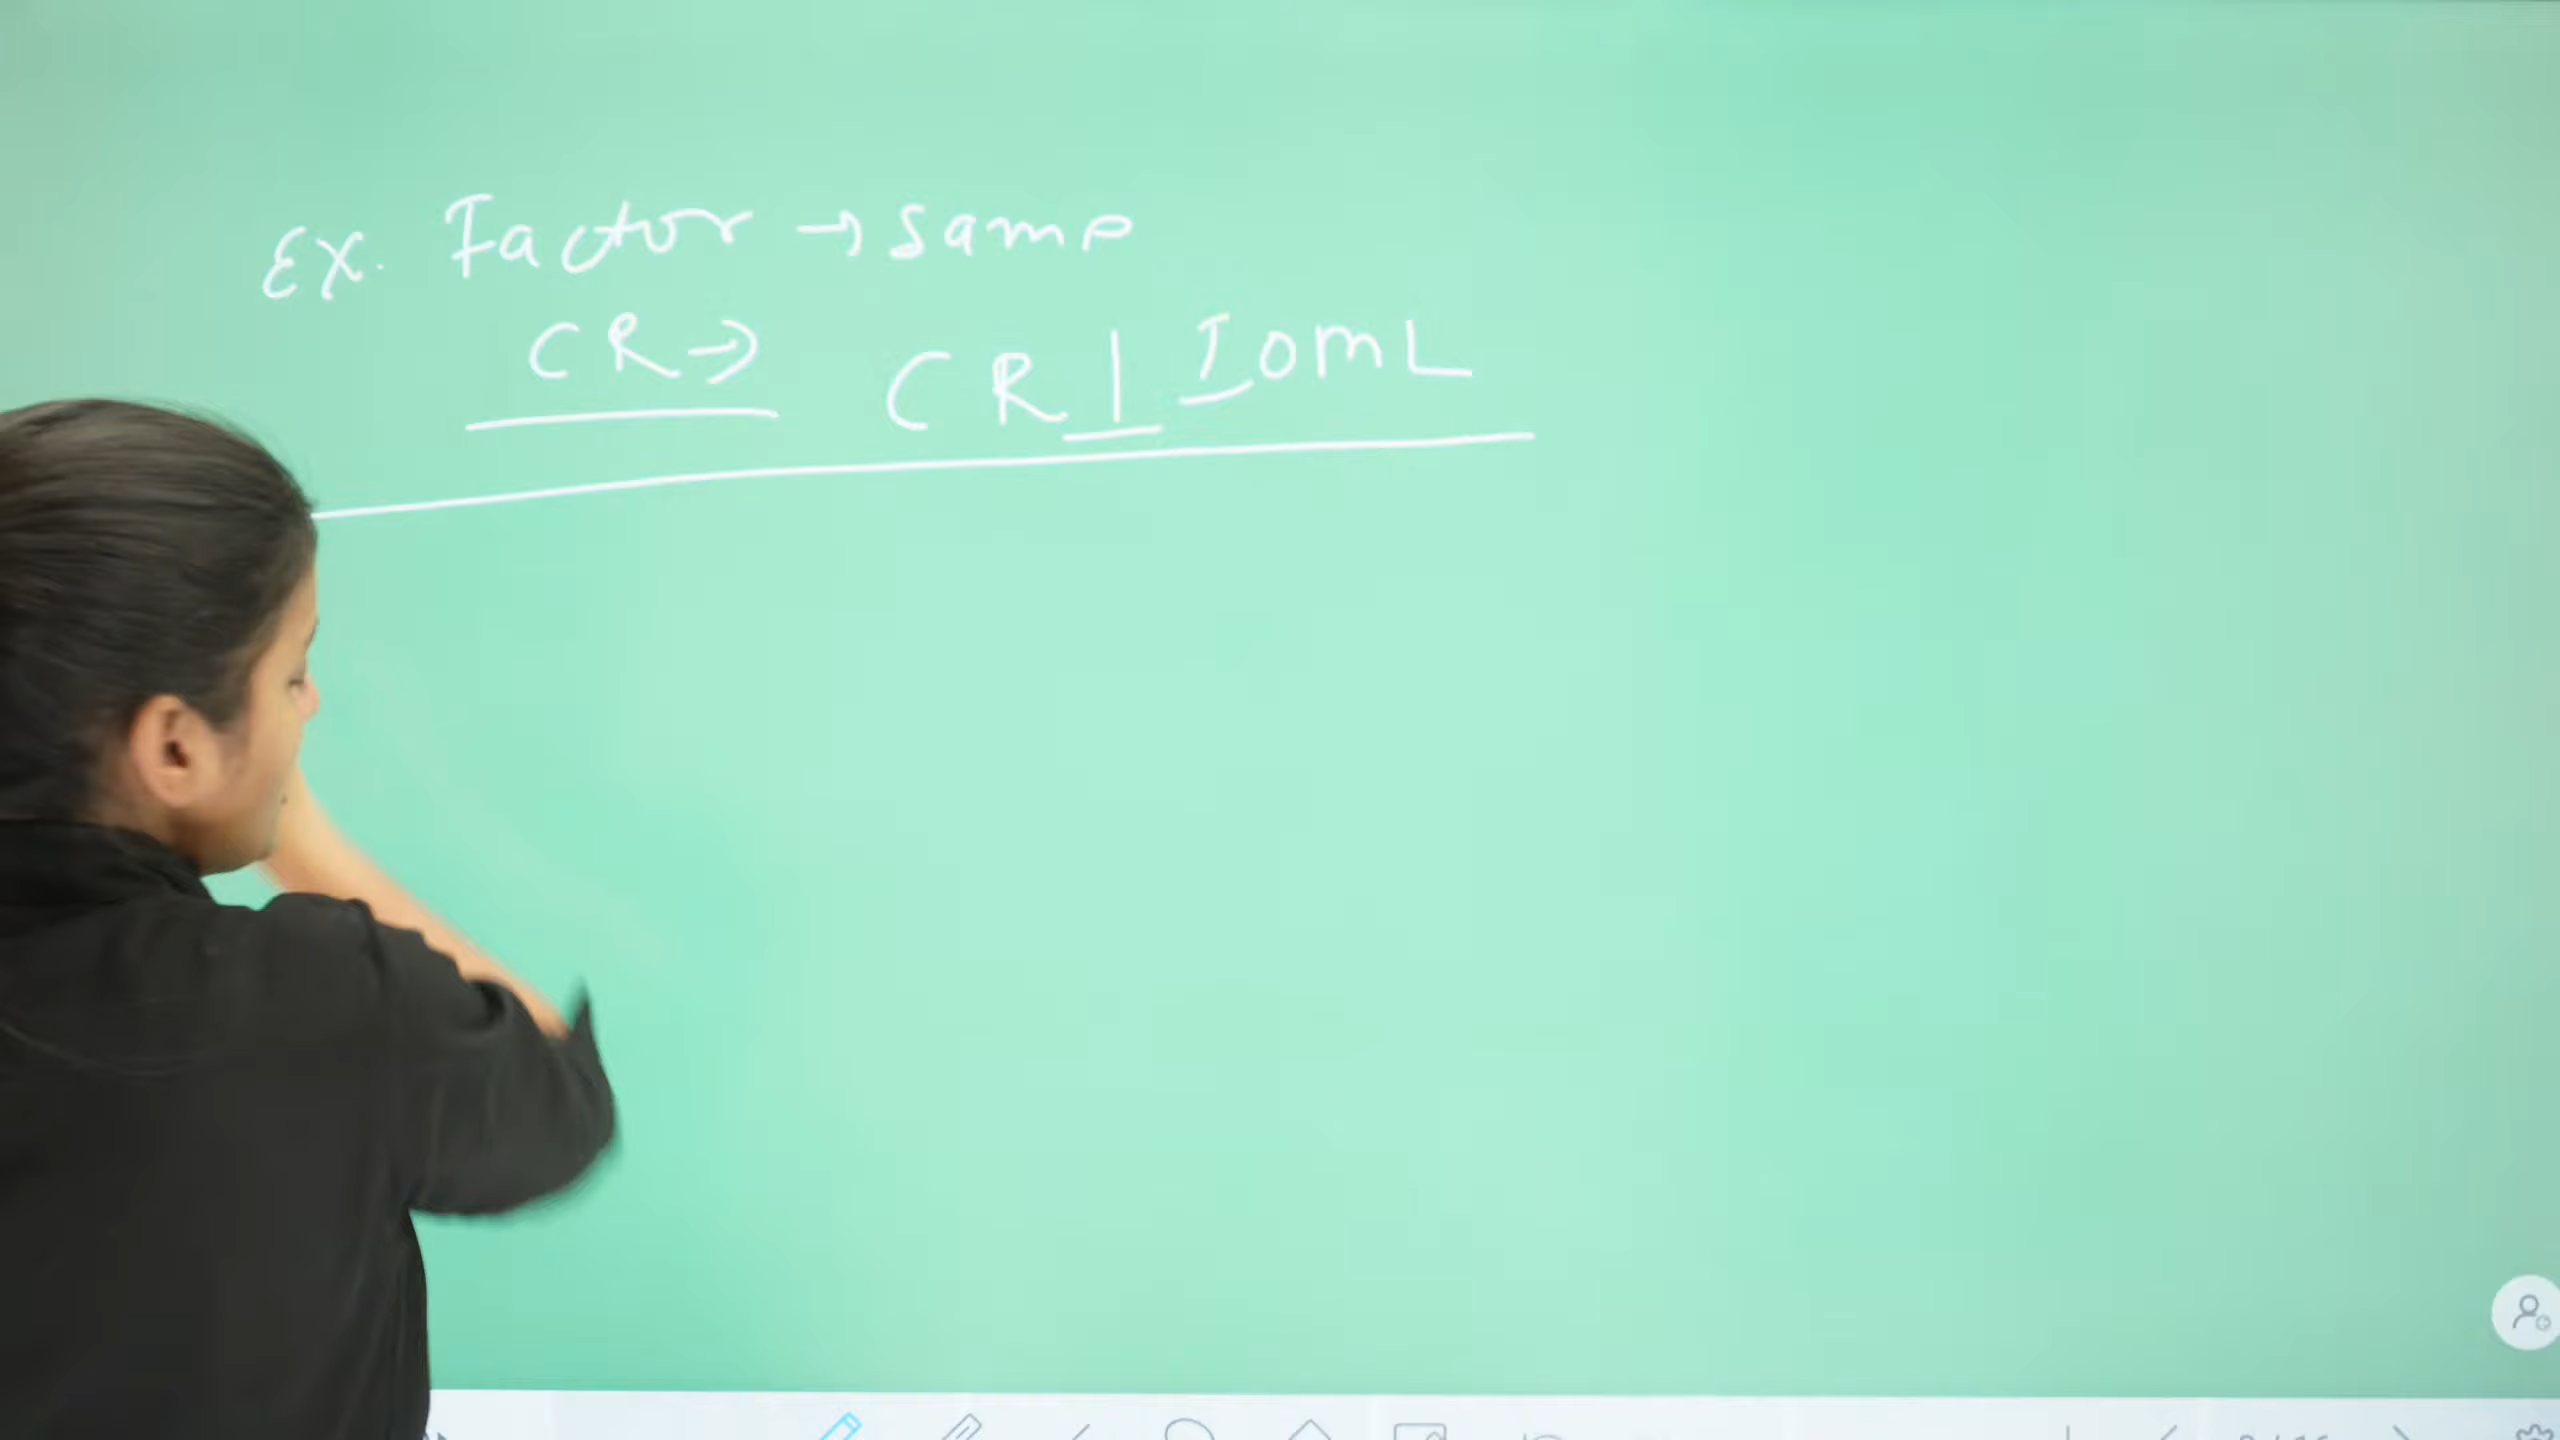 Ex. Factor → same
CR → CR | IOML